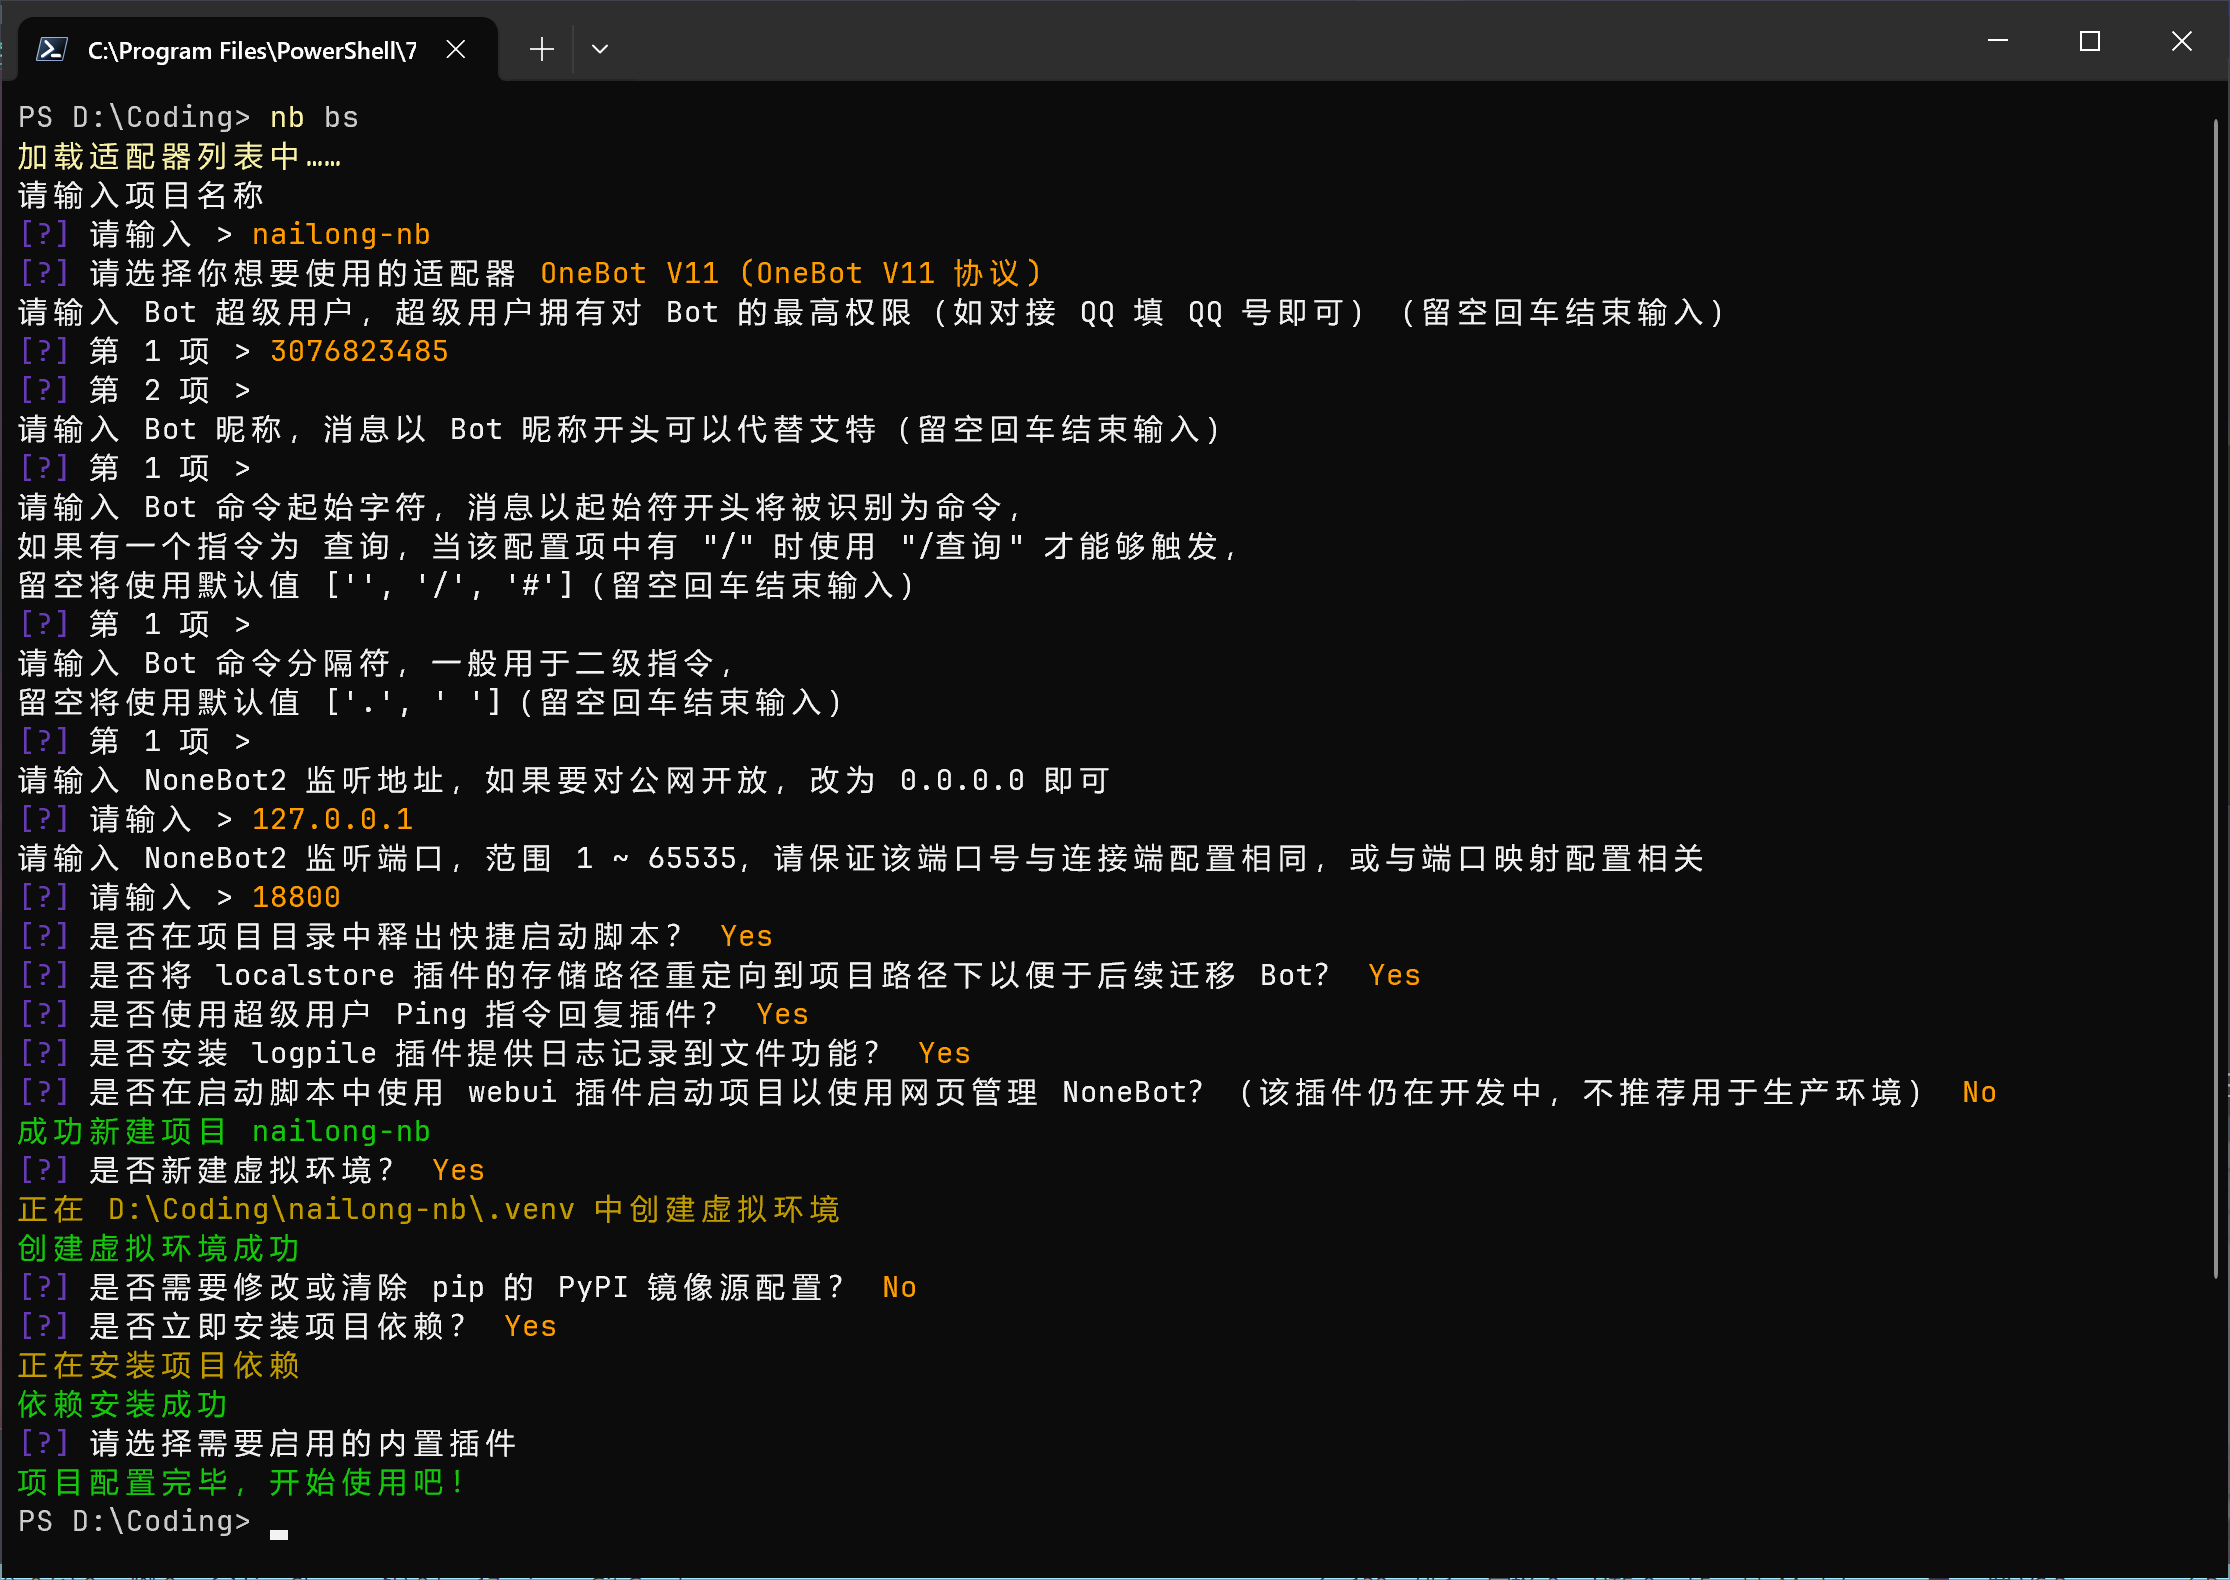 C:\Program Files\PowerShell\7
PS D:\Coding> nb bs
加载适配器列表中……
请输入项目名称
[?] 请输入 > nailong-nb
[?] 请选择你想要使用的适配器 OneBot V11 (OneBot V11 协议)
请输入 Bot 超级用户，超级用户拥有对 Bot 的最高权限（如对接 QQ 填 QQ 号即可）（留空回车结束输入）
[?] 第 1 项 > 3076823485
[?] 第 2 项 >
请输入 Bot 昵称，消息以 Bot 昵称开头可以代替艾特（留空回车结束输入）
[?] 第 1 项 >
请输入 Bot 命令起始字符，消息以起始符开头将被识别为命令，
如果有一个指令为 查询，当该配置项中有 "/" 时使用 "/查询" 才能够触发，
留空将使用默认值 ['', '/', '#']（留空回车结束输入）
[?] 第 1 项 >
请输入 Bot 命令分隔符，一般用于二级指令，
留空将使用默认值 ['.', ' ']（留空回车结束输入）
[?] 第 1 项 >
请输入 NoneBot2 监听地址，如果要对公网开放，改为 0.0.0.0 即可
[?] 请输入 > 127.0.0.1
请输入 NoneBot2 监听端口，范围 1 ~ 65535，请保证该端口号与连接端配置相同，或与端口映射配置相关
[?] 请输入 > 18800
[?] 是否在项目目录中释出快捷启动脚本？ Yes
[?] 是否将 localstore 插件的存储路径重定向到项目路径下以便于后续迁移 Bot？ Yes
[?] 是否使用超级用户 Ping 指令回复插件？ Yes
[?] 是否安装 logpile 插件提供日志记录到文件功能？ Yes
[?] 是否在启动脚本中使用 webui 插件启动项目以使用网页管理 NoneBot？（该插件仍在开发中，不推荐用于生产环境） No
成功新建项目 nailong-nb
[?] 是否新建虚拟环境？ Yes
正在 D:\Coding\nailong-nb\.venv 中创建虚拟环境
创建虚拟环境成功
[?] 是否需要修改或清除 pip 的 PyPI 镜像源配置？ No
[?] 是否立即安装项目依赖？ Yes
正在安装项目依赖
依赖安装成功
[?] 请选择需要启用的内置插件
项目配置完毕，开始使用吧！
PS D:\Coding>